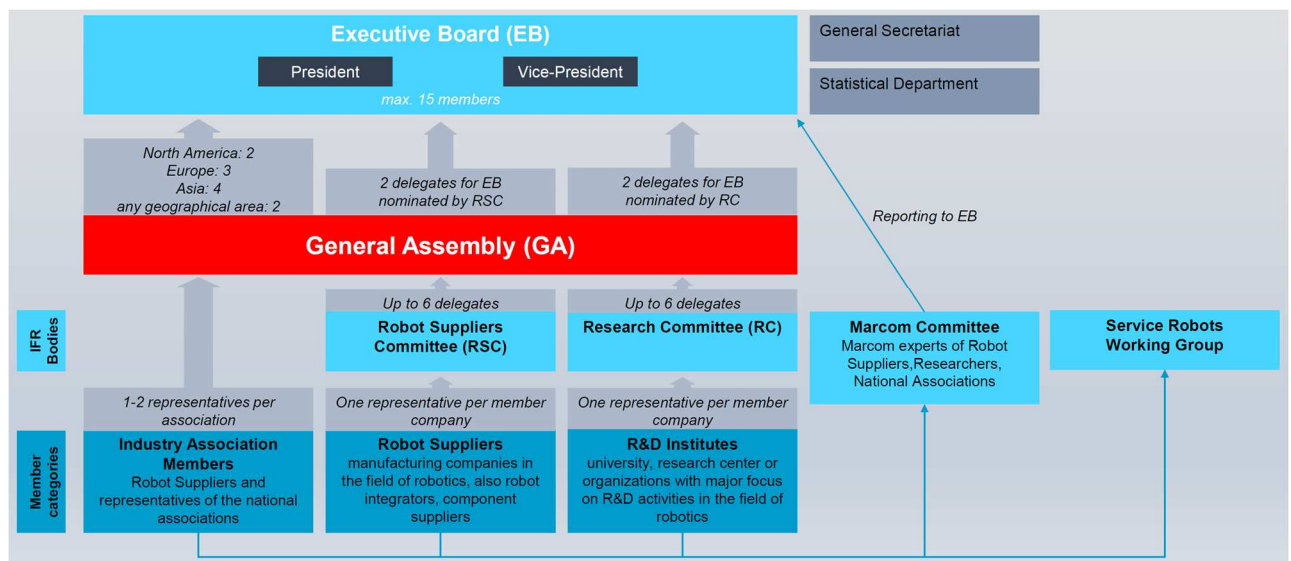 Executive Board (EB)
President
Vice-President
max. 15 members
General Secretariat
Statistical Department
North America: 2
Europe: 3
Asia: 4
any geographical area: 2
2 delegates for EB
nominated by RSC
2 delegates for EB
nominated by RC
Reporting to EB
General Assembly (GA)
IFR
Bodies
Up to 6 delegates
Robot Suppliers
Committee (RSC)
Up to 6 delegates
Research Committee (RC)
Marcom Committee
Marcom experts of Robot
Suppliers,Researchers,
National Associations
Service Robots
Working Group
Member
categories
1-2 representatives per
association
Industry Association
Members
Robot Suppliers and
representatives of the national
associations
One representative per member
company
Robot Suppliers
manufacturing companies in
the field of robotics, also robot
integrators, component
suppliers
One representative per member
company
R&D Institutes
university, research center or
organizations with major focus
on R&D activities in the field of
robotics